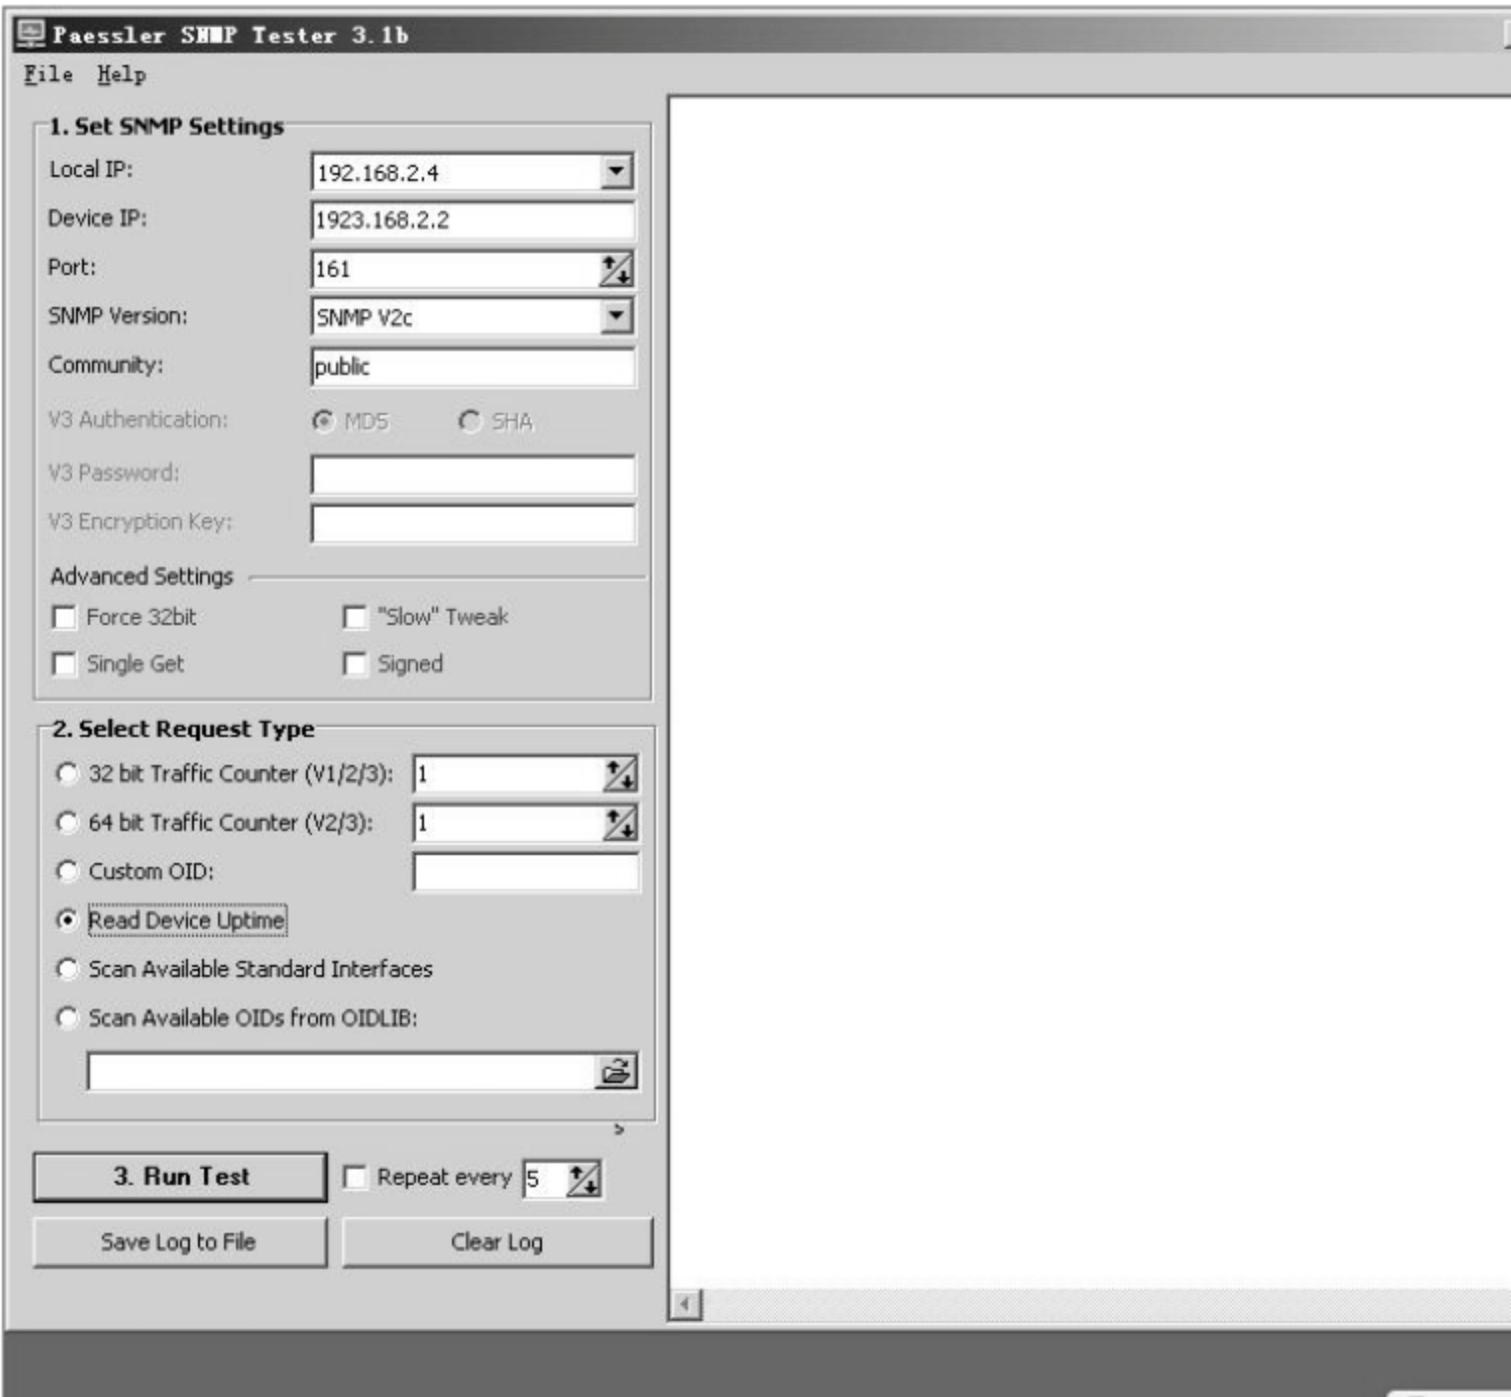 Paessler SNMP Tester 3.1b
File Help
1. Set SNMP Settings
Local IP: 192.168.2.4
Device IP: 1923.168.2.2
Port: 161
SNMP Version: SNMP V2c
Community: public
V3 Authentication: MD5 SHA
V3 Password:
V3 Encryption Key:
Advanced Settings
Force 32bit "Slow" Tweak
Single Get Signed
2. Select Request Type
32 bit Traffic Counter (V1/2/3): 1
64 bit Traffic Counter (V2/3): 1
Custom OID:
Read Device Uptime
Scan Available Standard Interfaces
Scan Available OIDs from OIDLIB:
>
3. Run Test Repeat every 5
Save Log to File Clear Log